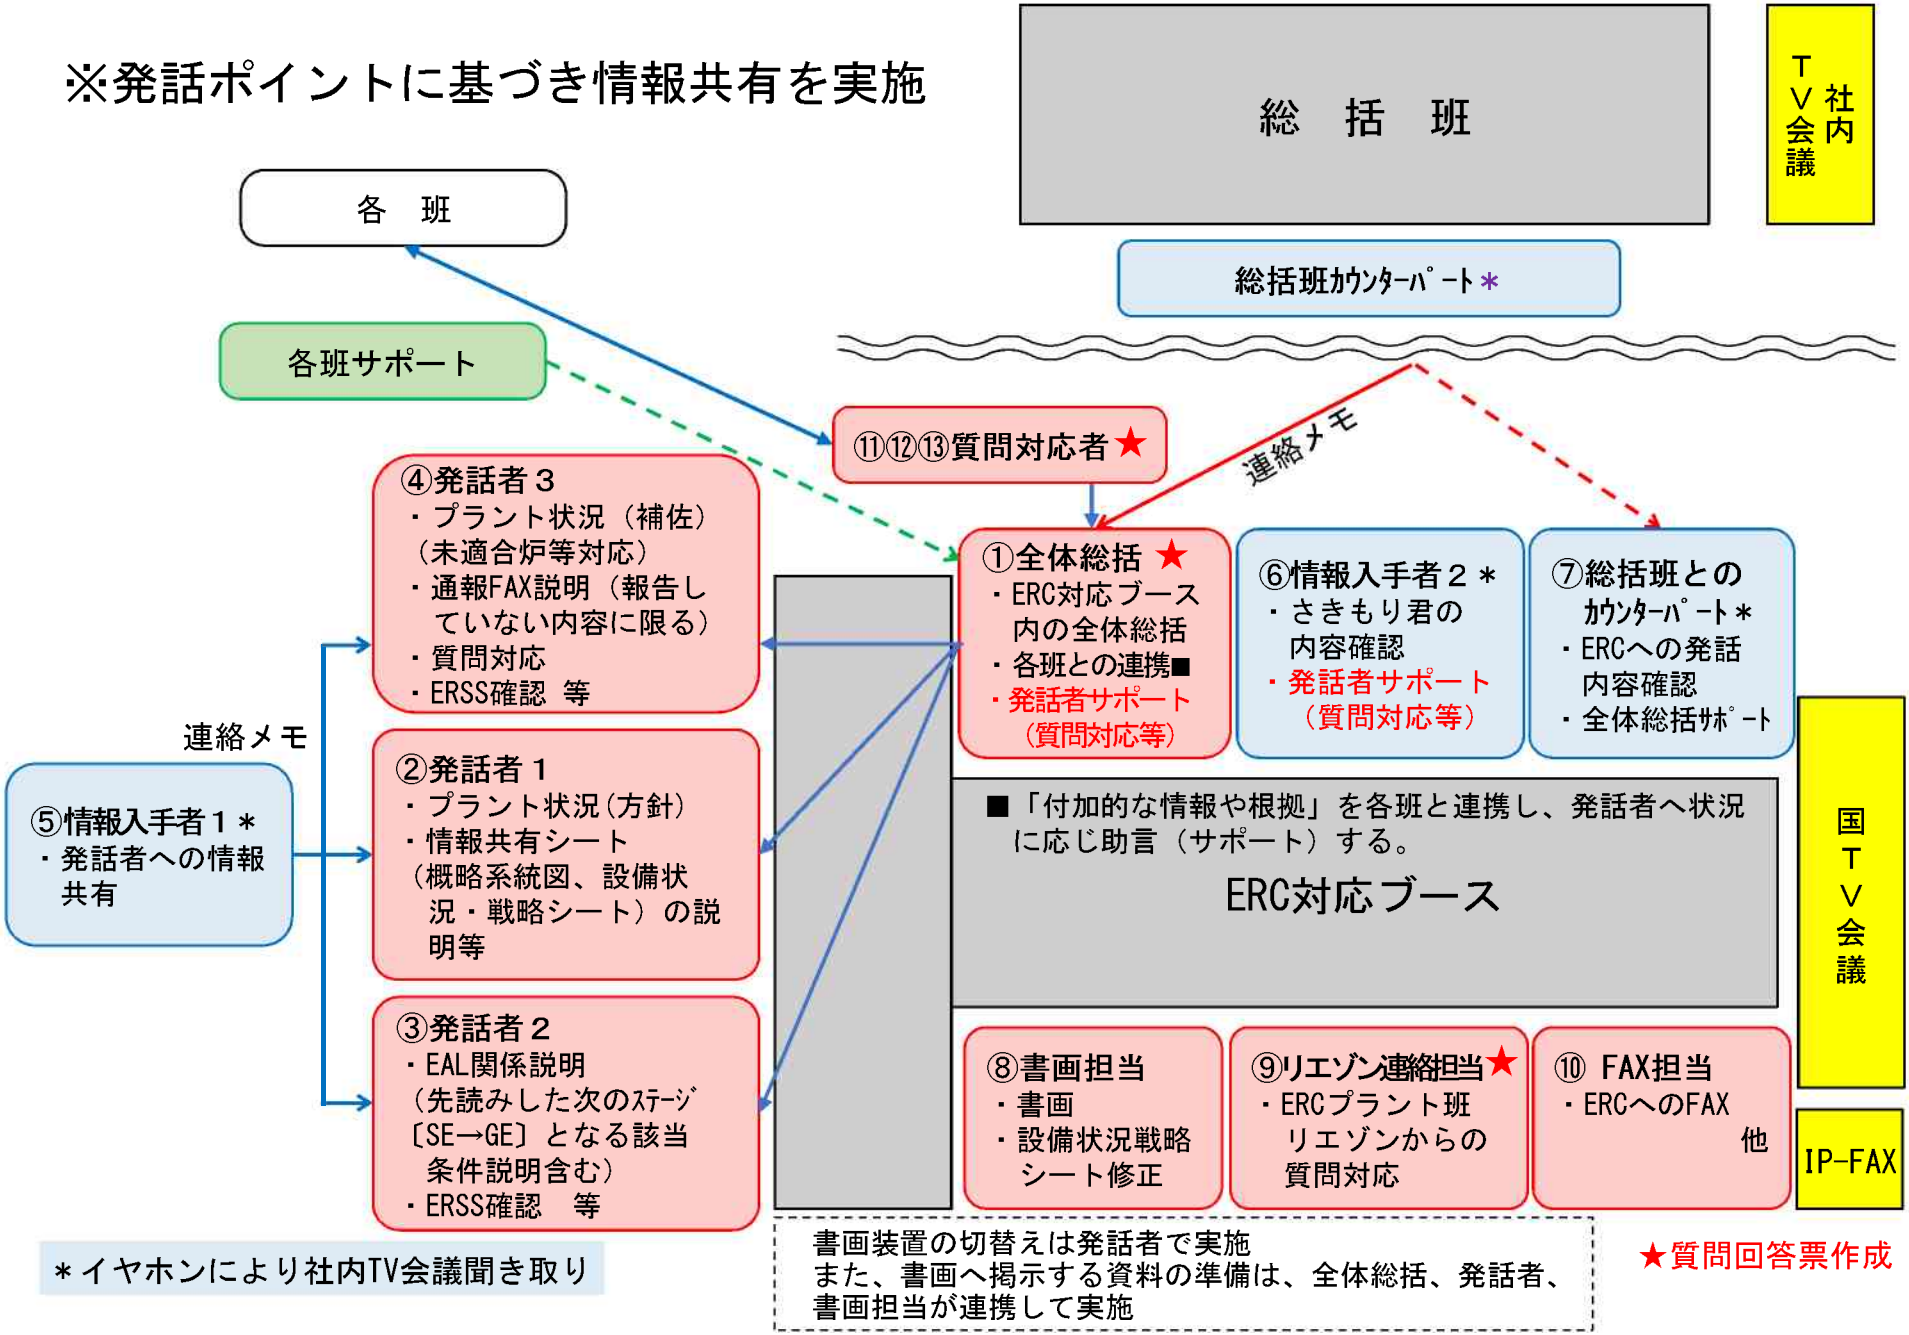 ※発話ポイントに基づき情報共有を実施
総　括　班
社内
ＴＶ会議
各　班
総括班ｶｳﾝﾀｰﾊﾟｰﾄ＊
各班サポート
⑪⑫⑬質問対応者★
連絡メモ
④発話者３
・プラント状況（補佐）
（未適合炉等対応）
・通報FAX説明（報告し
ていない内容に限る）
・質問対応
・ERSS確認 等
①全体総括 ★
・ERC対応ブース
内の全体総括
・各班との連携■
・発話者サポート
（質問対応等）
⑥情報入手者２＊
・さきもり君の
内容確認
・発話者サポート
（質問対応等）
⑦総括班との
ｶｳﾝﾀｰﾊﾟｰﾄ＊
・ERCへの発話
内容確認
・全体総括ｻﾎﾟｰﾄ
連絡メモ
⑤情報入手者１＊
・発話者への情報
共有
②発話者１
・プラント状況(方針)
・情報共有シート
（概略系統図、設備状
況・戦略シート）の説
明等
■「付加的な情報や根拠」を各班と連携し、発話者へ状況
に応じ助言（サポート）する。
ERC対応ブース
国ＴＶ会議
③発話者２
・EAL関係説明
（先読みした次のｽﾃｰｼﾞ
〔SE→GE〕となる該当
条件説明含む）
・ERSS確認　等
⑧書画担当
・書画
・設備状況戦略
シート修正
⑨リエゾン連絡担当★
・ERCプラント班
リエゾンからの
質問対応
⑩ FAX担当
・ERCへのFAX
他
IP-FAX
＊イヤホンにより社内TV会議聞き取り
書画装置の切替えは発話者で実施
また、書画へ掲示する資料の準備は、全体総括、発話者、
書画担当が連携して実施
★質問回答票作成